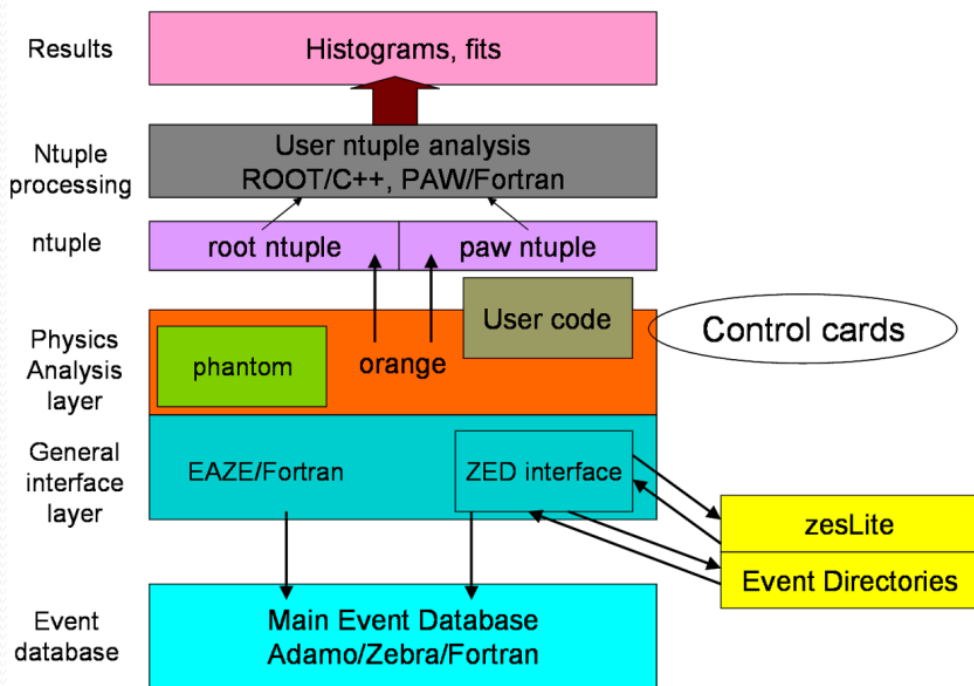 Results
Histograms, fits
Ntuple
processing
User ntuple analysis
ROOT/C++, PAW/Fortran
ntuple
root ntuple
paw ntuple
Physics
Analysis
layer
phantom
orange
User code
Control cards
General
interface
layer
EAZE/Fortran
ZED interface
zesLite
Event Directories
Event
database
Main Event Database
Adamo/Zebra/Fortran